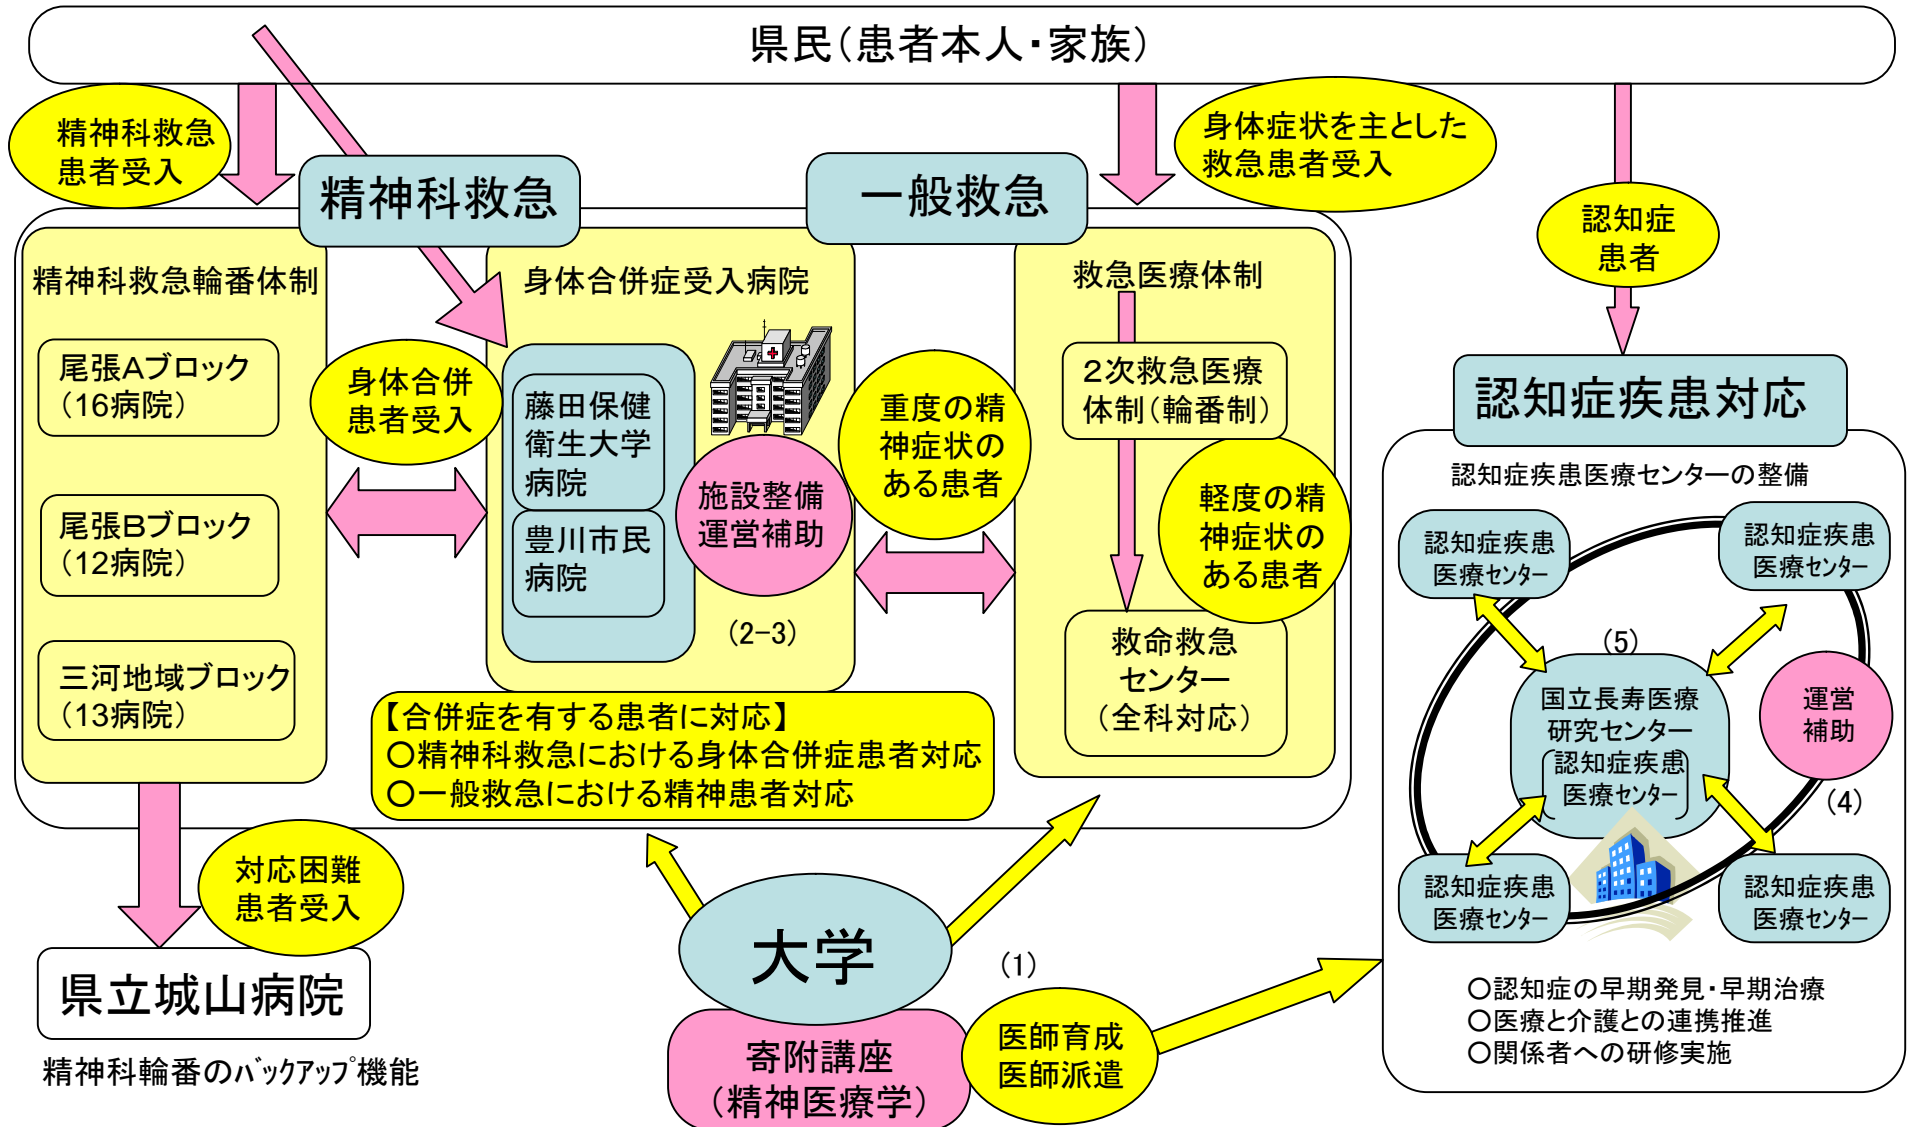 県民（患者本人・家族）
精神科救急
患者受入
身体症状を主とした
救急患者受入
精神科救急
一般救急
認知症
患者
精神科救急輪番体制
尾張Aブロック
（16病院）
尾張Bブロック
（12病院）
三河地域ブロック
（13病院）
身体合併
患者受入
身体合併症受入病院
藤田保健
衛生大学
病院
豊川市民
病院
施設整備
運営補助
(2-3)
重度の精
神症状の
ある患者
救急医療体制
2次救急医療
体制（輪番制）
軽度の精
神症状の
ある患者
救命救急
センター
（全科対応）
【合併症を有する患者に対応】
○精神科救急における身体合併症患者対応
○一般救急における精神患者対応
対応困難
患者受入
県立城山病院
精神科輪番のバックアップ機能
大学
(1)
寄附講座
（精神医療学）
医師育成
医師派遣
認知症疾患対応
認知症疾患医療センターの整備
認知症疾患
医療センター
認知症疾患
医療センター
(5)
国立長寿医療
研究センター
認知症疾患
医療センター
運営
補助
(4)
認知症疾患
医療センター
認知症疾患
医療センター
○認知症の早期発見・早期治療
○医療と介護との連携推進
○関係者への研修実施